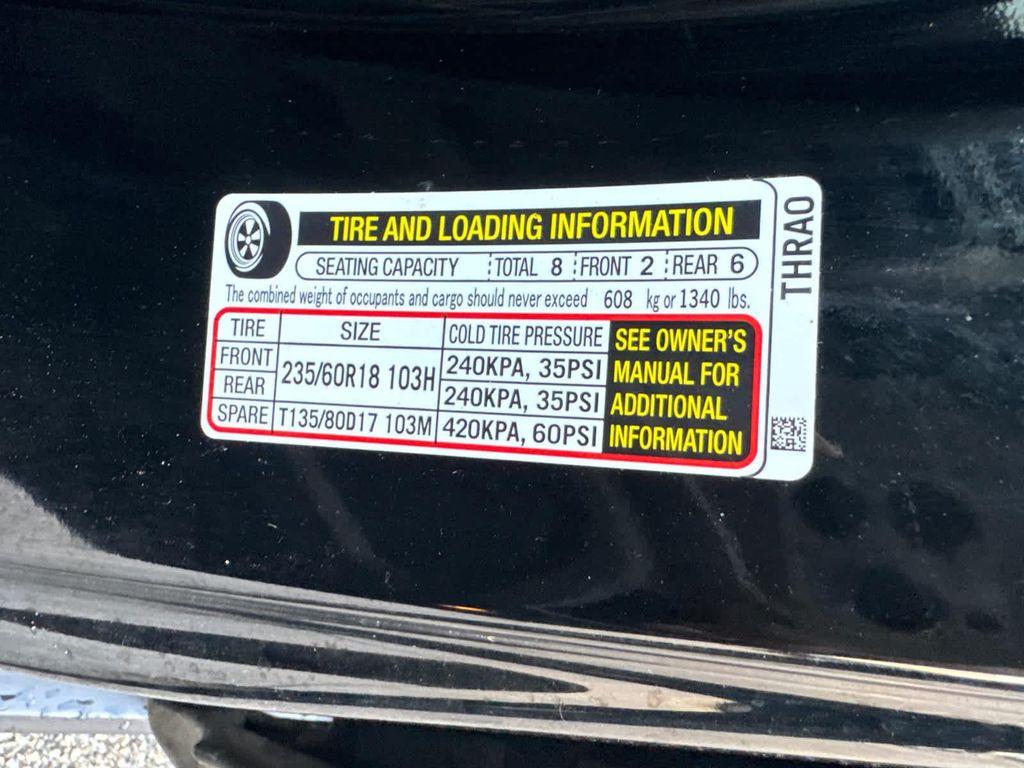 TIRE AND LOADING INFORMATION
SEATING CAPACITY TOTAL 8 FRONT 2 REAR 6
The combined weight of occupants and cargo should never exceed 608 kg or 1340 lbs.
TIRE SIZE COLD TIRE PRESSURE
FRONT 235/60R18 103H 240KPA, 35PSI
REAR 240KPA, 35PSI
SPARE T135/80D17 103M 420KPA, 60PSI
SEE OWNER'S
MANUAL FOR
ADDITIONAL
INFORMATION
THRAO